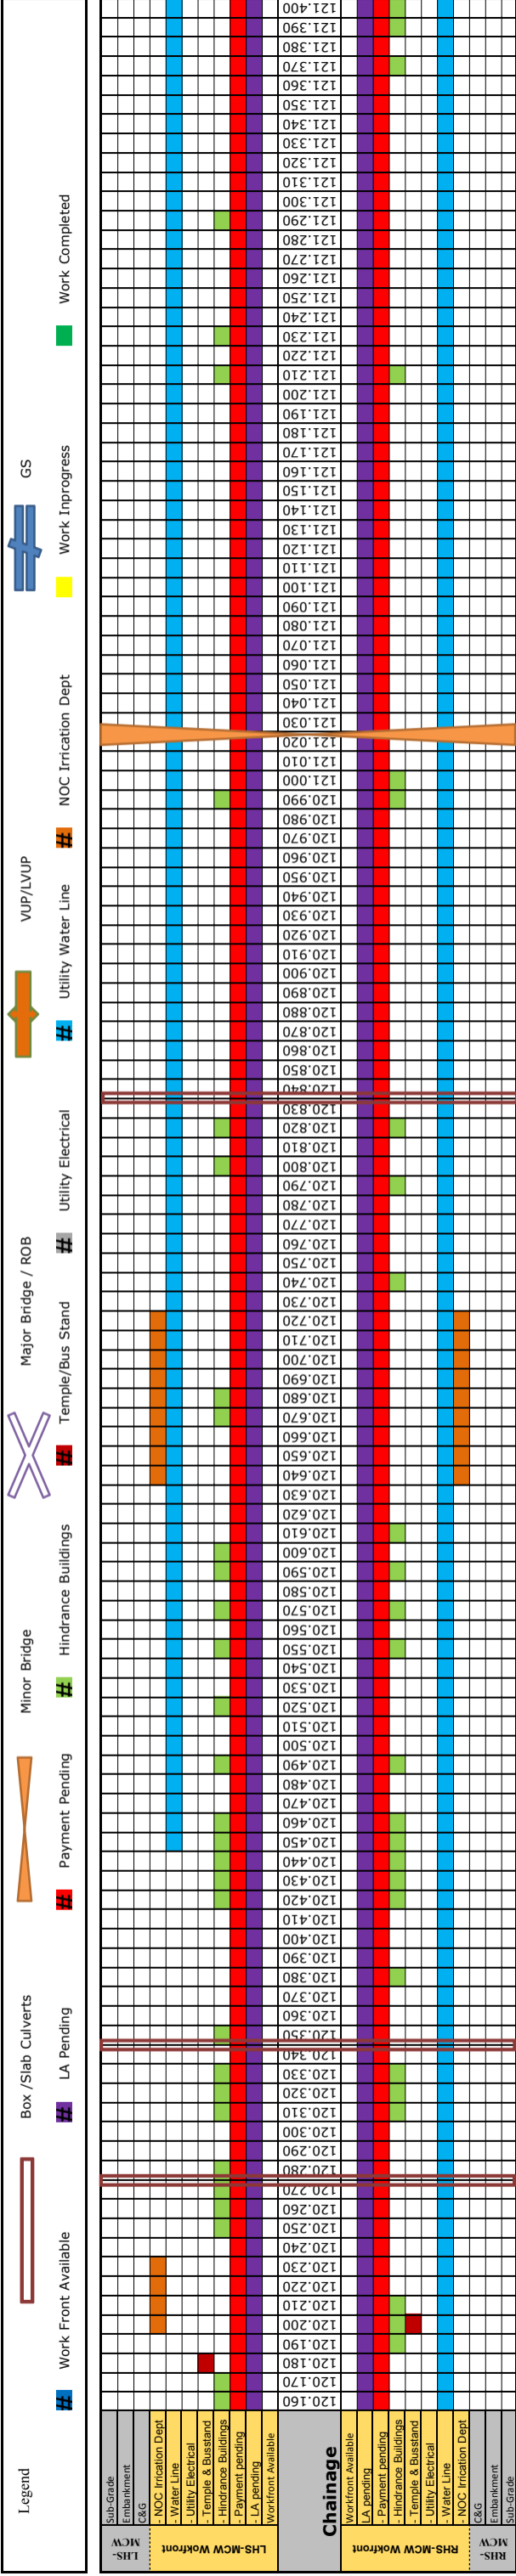 Legend
Box /Slab Culverts
Minor Bridge
Major Bridge / ROB
VUP/LVUP
GS
# Work Front Available
# LA Pending
# Payment Pending
# Hindrance Buildings
# Temple/Bus Stand
# Utility Electrical
# Utility Water Line
# NOC Irrication Dept
Work Inprogress
Work Completed
LHS-MCW
Sub-Grade
Embankment
C&G
LHS-MCW Wokfront
- NOC Irrication Dept
- Water Line
- Utility Electrical
- Temple & Busstand
- Hindrance Buildings
- Payment pending
LA pending
Workfront Available
Chainage 120.160 120.170 120.180 120.190 120.200 120.210 120.220 120.230 120.240 120.250 120.260 120.270 120.280 120.290 120.300 120.310 120.320 120.330 120.340 120.350 120.360 120.370 120.380 120.390 120.400 120.410 120.420 120.430 120.440 120.450 120.460 120.470 120.480 120.490 120.500 120.510 120.520 120.530 120.540 120.550 120.560 120.570 120.580 120.590 120.600 120.610 120.620 120.630 120.640 120.650 120.660 120.670 120.680 120.690 120.700 120.710 120.720 120.730 120.740 120.750 120.760 120.770 120.780 120.790 120.800 120.810 120.820 120.830 120.840 120.850 120.860 120.870 120.880 120.890 120.900 120.910 120.920 120.930 120.940 120.950 120.960 120.970 120.980 120.990 121.000 121.010 121.020 121.030 121.040 121.050 121.060 121.070 121.080 121.090 121.100 121.110 121.120 121.130 121.140 121.150 121.160 121.170 121.180 121.190 121.200 121.210 121.220 121.230 121.240 121.250 121.260 121.270 121.280 121.290 121.300 121.310 121.320 121.330 121.340 121.350 121.360 121.370 121.380 121.390 121.400
RHS-MCW Wokfront
Workfront Available
LA pending
- Payment pending
- Hindrance Buildings
- Temple & Busstand
- Utility Electrical
- Water Line
- NOC Irrication Dept
RHS-MCW
C&G
Embankment
Sub-Grade